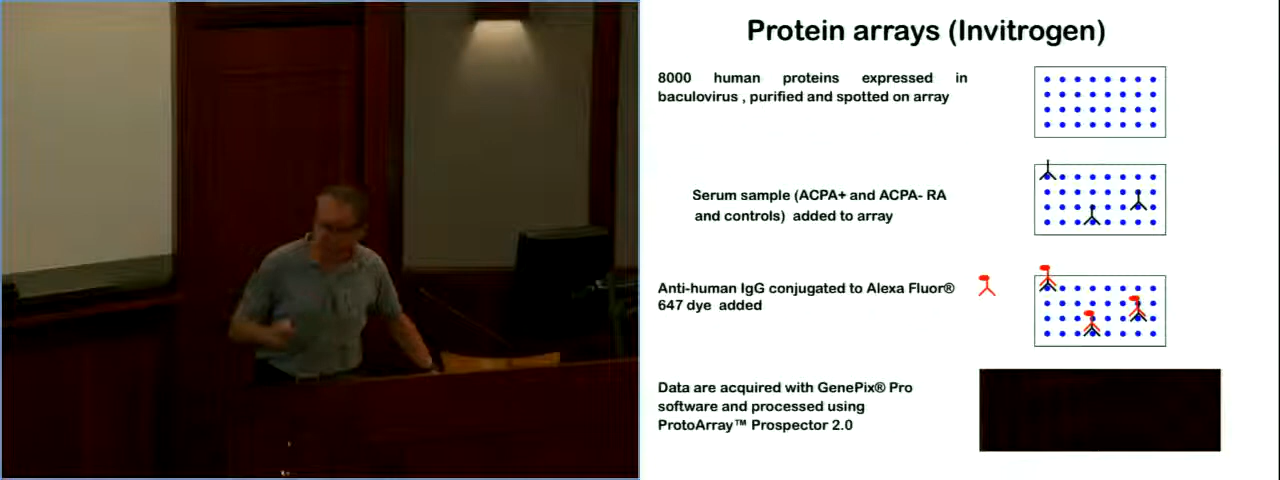 Protein arrays (Invitrogen)
8000 human proteins expressed in
baculovirus , purified and spotted on array
Serum sample (ACPA+ and ACPA- RA
and controls) added to array
Anti-human IgG conjugated to Alexa Fluor®
647 dye added
Data are acquired with GenePix® Pro
software and processed using
ProtoArray™ Prospector 2.0